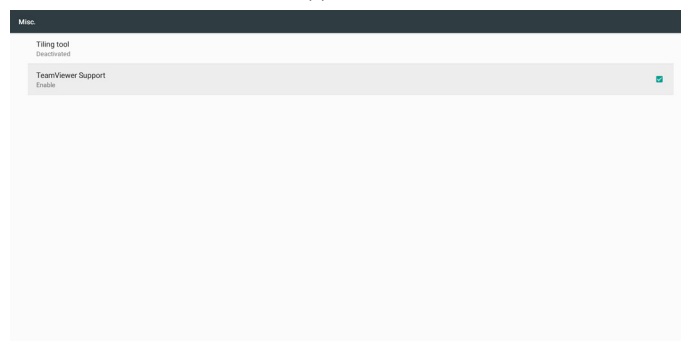 Misc.
Tiling tool
Deactivated
TeamViewer Support
Enable